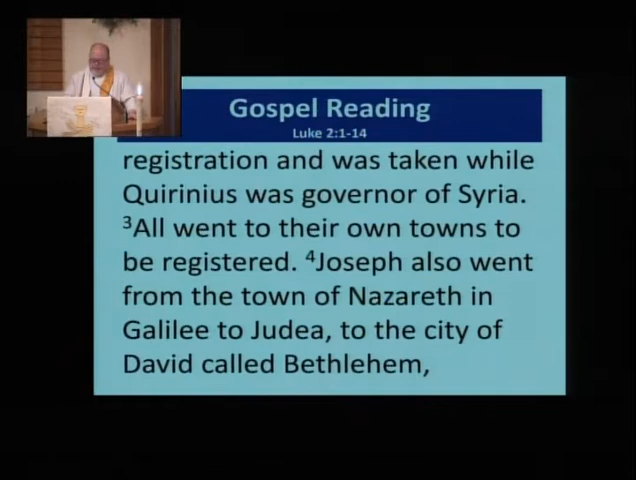 Gospel Reading
Luke 2:1-14
registration and was taken while
Quirinius was governor of Syria.
³All went to their own towns to
be registered. ⁴Joseph also went
from the town of Nazareth in
Galilee to Judea, to the city of
David called Bethlehem,